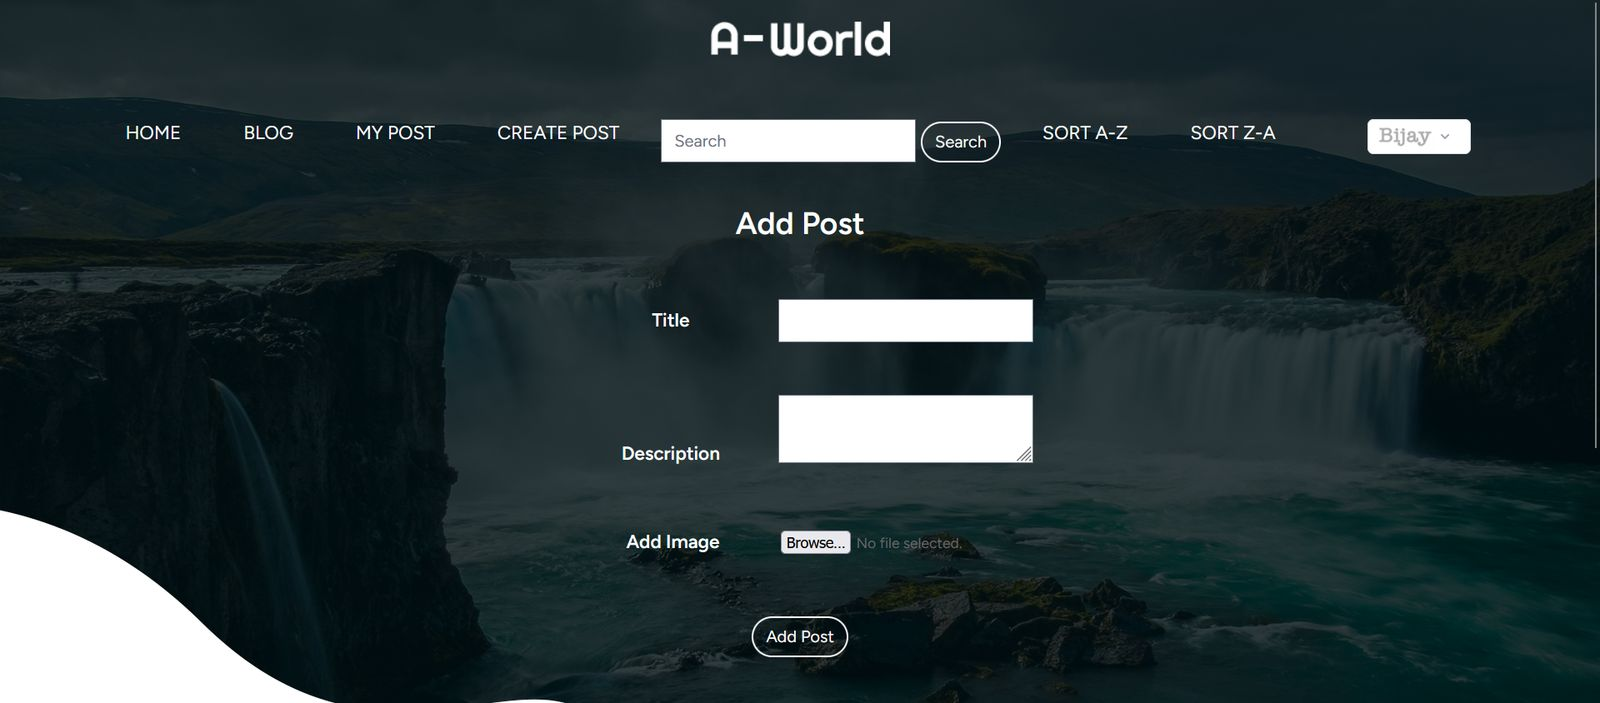 A-World
HOME BLOG MY POST CREATE POST Search Search SORT A-Z SORT Z-A Bijay
Add Post
Title
Description
Add Image Browse... No file selected.
Add Post